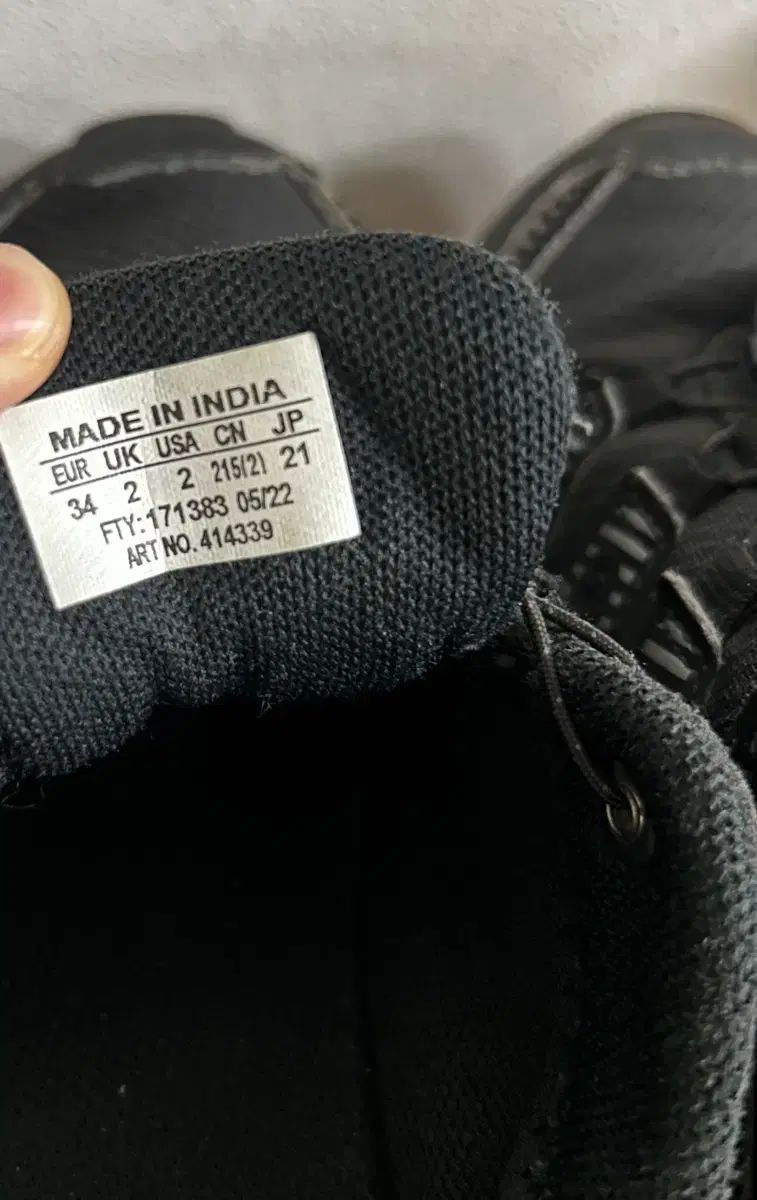 MADE IN INDIA
EUR UK USA CN JP
34 2 2 215(2) 21
FTY:171383 05/22
ART NO. 414339